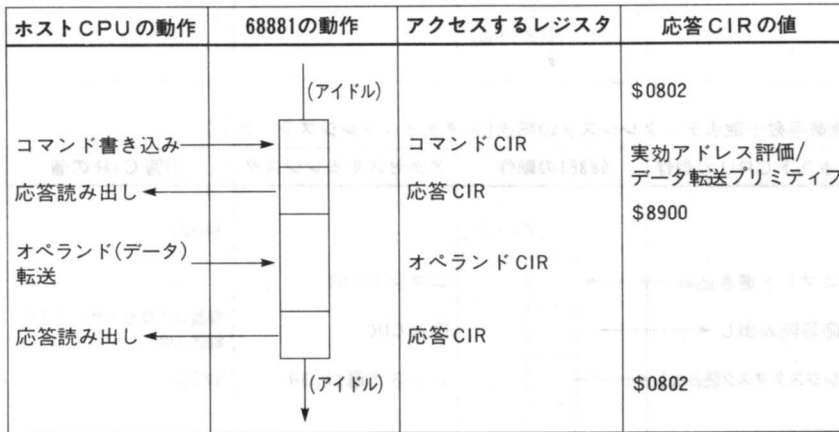 ホストCPUの動作 68881の動作 アクセスするレジスタ 応答CIRの値
(アイドル) $0802
コマンド書き込み コマンドCIR 実効アドレス評価/
データ転送プリミティブ
応答読み出し 応答CIR
$8900
オペランド(データ)
転送 オペランドCIR
応答読み出し 応答CIR
(アイドル) $0802